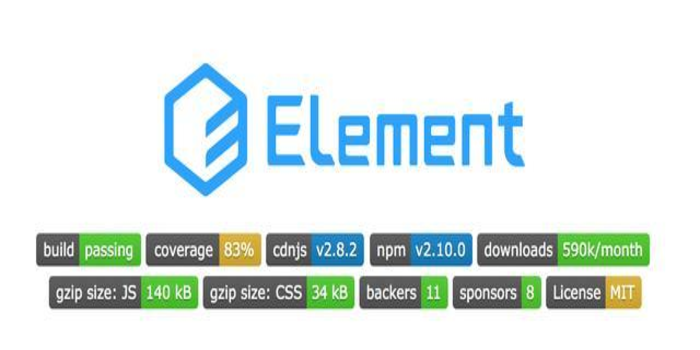 Element
build passing coverage 83% cdnjs v2.8.2 npm v2.10.0 downloads 590k/month
gzip size: JS 140 kB gzip size: CSS 34 kB backers 11 sponsors 8 License MIT